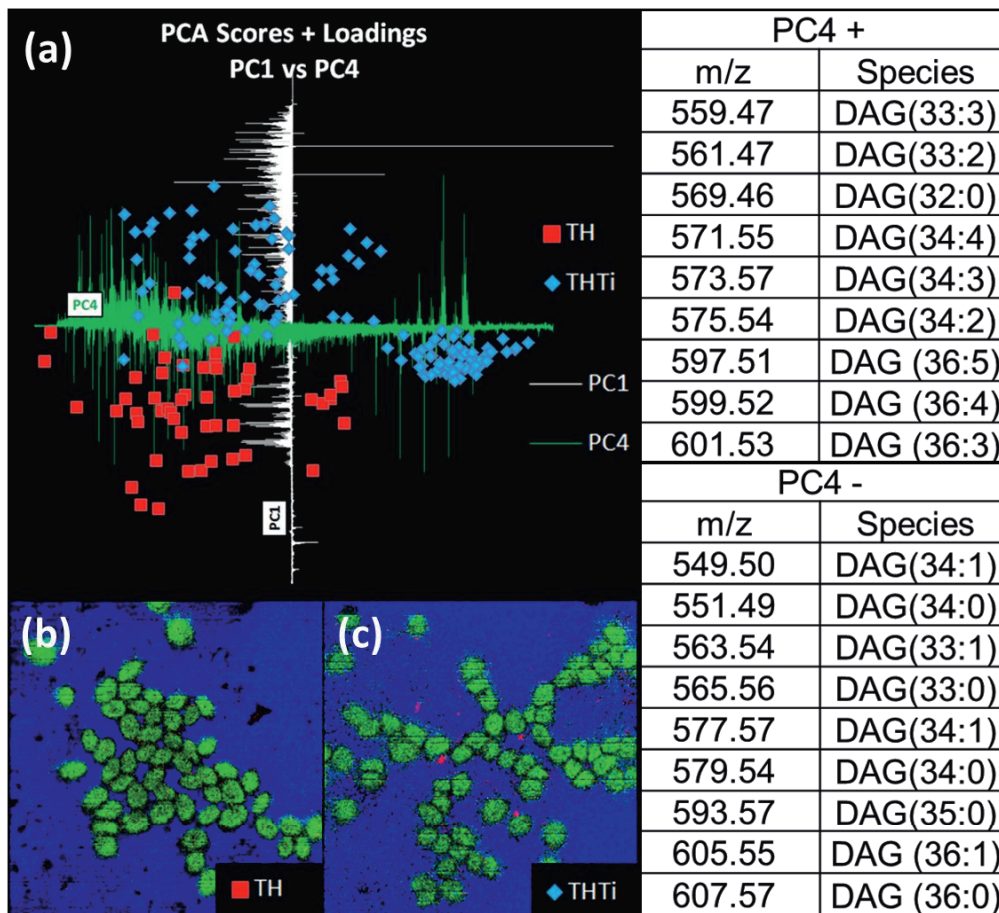 (a)
PCA Scores + Loadings
PC1 vs PC4
TH
THTi
PC4
PC1
PC4
PC1
(b)
TH
(c)
THTi
PC4 +
m/z Species
559.47 DAG(33:3)
561.47 DAG(33:2)
569.46 DAG(32:0)
571.55 DAG(34:4)
573.57 DAG(34:3)
575.54 DAG(34:2)
597.51 DAG (36:5)
599.52 DAG (36:4)
601.53 DAG (36:3)
PC4 -
m/z Species
549.50 DAG(34:1)
551.49 DAG(34:0)
563.54 DAG(33:1)
565.56 DAG(33:0)
577.57 DAG(34:1)
579.54 DAG(34:0)
593.57 DAG(35:0)
605.55 DAG (36:1)
607.57 DAG (36:0)